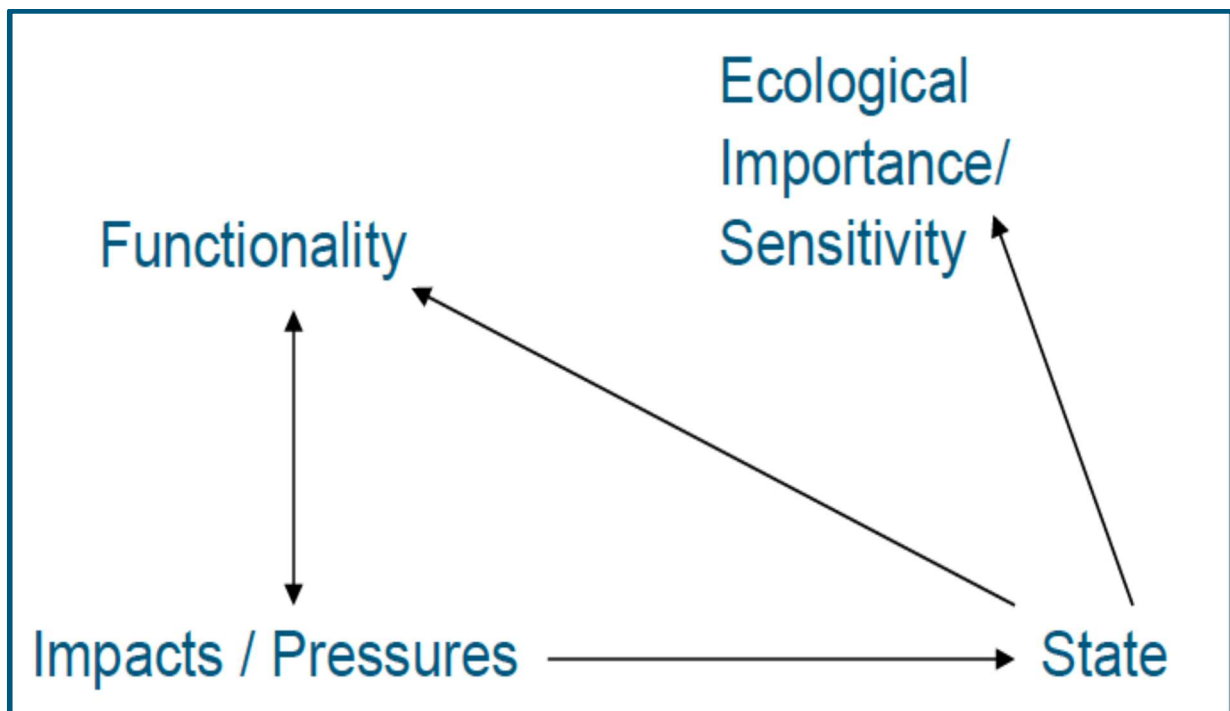 Ecological
Importance/
Sensitivity
Functionality
Impacts / Pressures
State